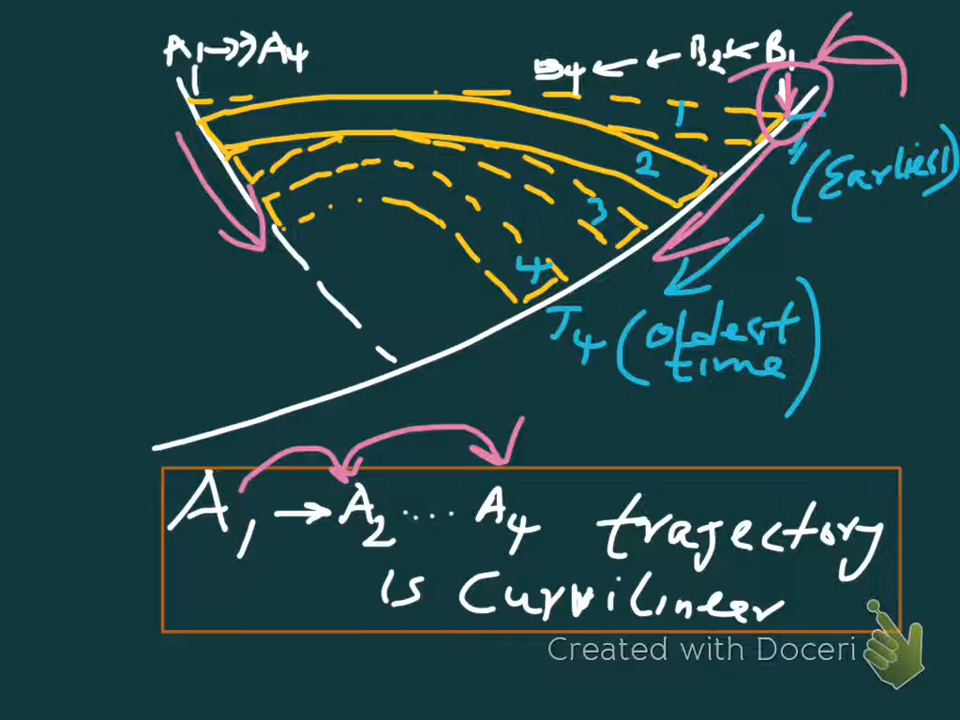 A₁→»A₄
B₄ ← ← B₂ ← B₁
1
2
(Earliest)
3
4
T₄ (oldest
time)
A₁ → A₂ .... A₄ trajectory
is Curvilinear
Created with Doceri